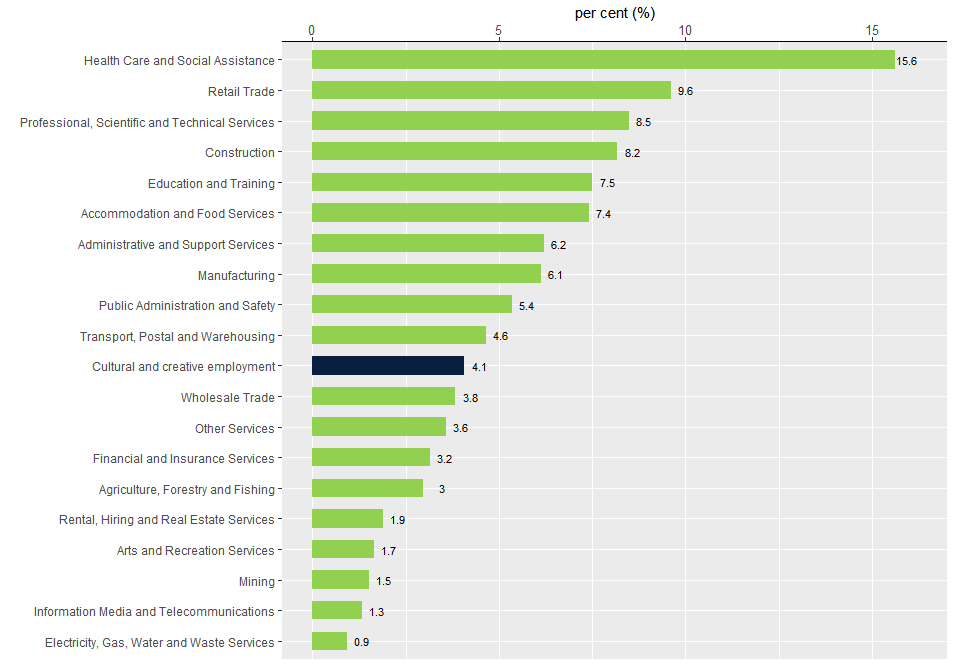 per cent (%)
0 5 10 15
Health Care and Social Assistance 15.6
Retail Trade 9.6
Professional, Scientific and Technical Services 8.5
Construction 8.2
Education and Training 7.5
Accommodation and Food Services 7.4
Administrative and Support Services 6.2
Manufacturing 6.1
Public Administration and Safety 5.4
Transport, Postal and Warehousing 4.6
Cultural and creative employment 4.1
Wholesale Trade 3.8
Other Services 3.6
Financial and Insurance Services 3.2
Agriculture, Forestry and Fishing 3
Rental, Hiring and Real Estate Services 1.9
Arts and Recreation Services 1.7
Mining 1.5
Information Media and Telecommunications 1.3
Electricity, Gas, Water and Waste Services 0.9